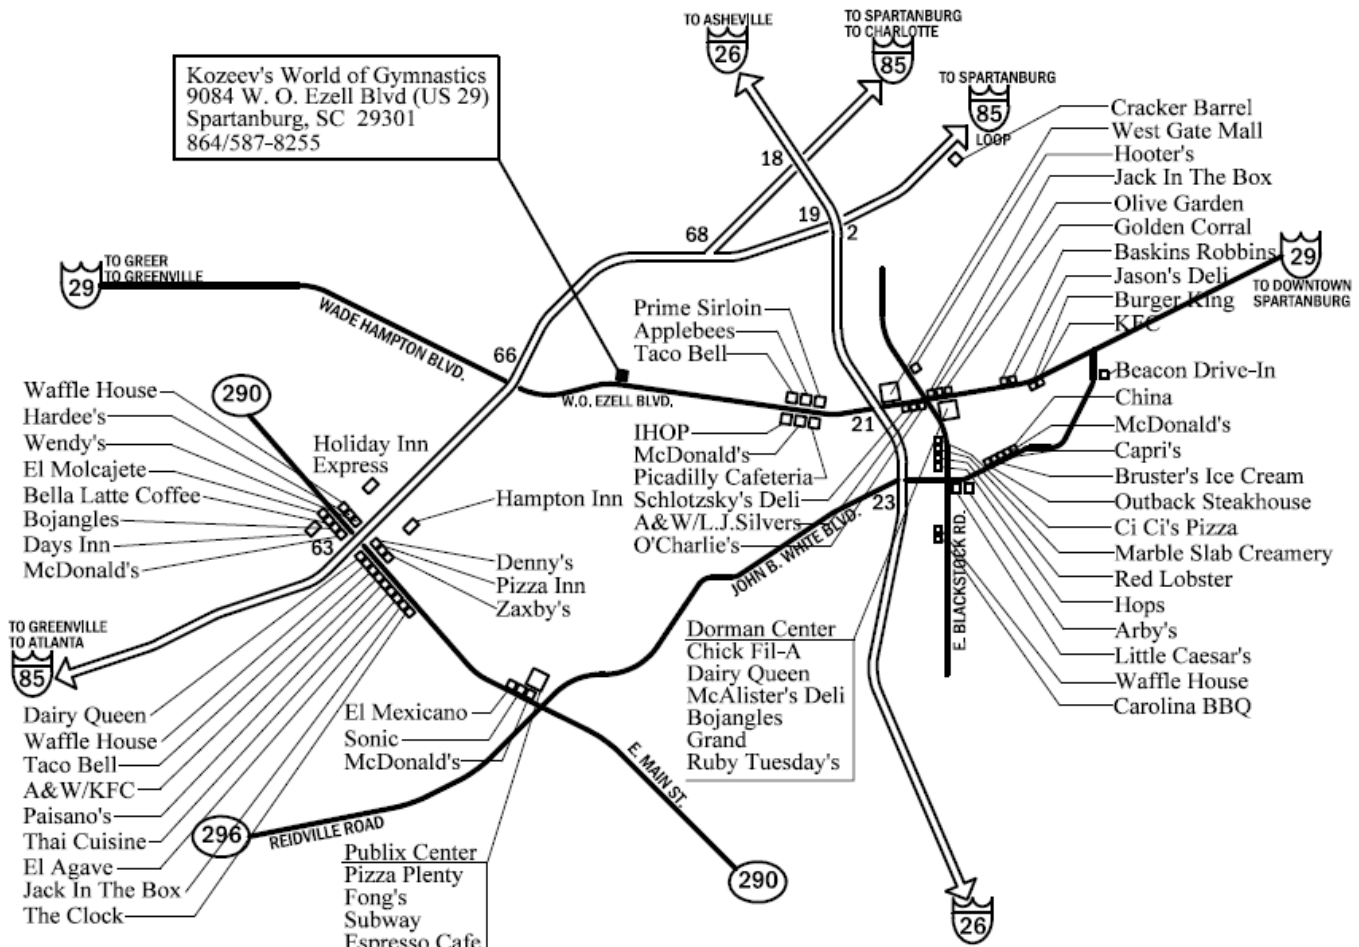 TO ASHEVILLE
26
TO SPARTANBURG
TO CHARLOTTE
85
TO SPARTANBURG
85
LOOP
Kozeev's World of Gymnastics
9084 W. O. Ezell Blvd (US 29)
Spartanburg, SC 29301
864/587-8255
18
19
2
68
66
21
23
63
Cracker Barrel
West Gate Mall
Hooter's
Jack In The Box
Olive Garden
Golden Corral
Baskins Robbins
Jason's Deli
Burger King
KFC
29
TO DOWNTOWN
SPARTANBURG
Beacon Drive-In
China
McDonald's
Capri's
Bruster's Ice Cream
Outback Steakhouse
Ci Ci's Pizza
Marble Slab Creamery
Red Lobster
Hops
Arby's
Little Caesar's
Waffle House
Carolina BBQ
29
TO GREER
TO GREENVILLE
WADE HAMPTON BLVD.
W.O. EZELL BLVD.
Prime Sirloin
Applebees
Taco Bell
IHOP
McDonald's
Picadilly Cafeteria
Schlotzsky's Deli
A&W/L.J.Silvers
O'Charlie's
JOHN B. WHITE BLVD.
E. BLACKSTOCK RD.
290
Waffle House
Hardee's
Wendy's
El Molcajete
Bella Latte Coffee
Bojangles
Days Inn
McDonald's
Holiday Inn
Express
Hampton Inn
Denny's
Pizza Inn
Zaxby's
TO GREENVILLE
TO ATLANTA
85
Dairy Queen
Waffle House
Taco Bell
A&W/KFC
Paisano's
Thai Cuisine
El Agave
Jack In The Box
The Clock
El Mexicano
Sonic
McDonald's
296
REIDVILLE ROAD
E. MAIN ST.
290
Dorman Center
Chick Fil-A
Dairy Queen
McAlister's Deli
Bojangles
Grand
Ruby Tuesday's
Publix Center
Pizza Plenty
Fong's
Subway
Espresso Cafe
26